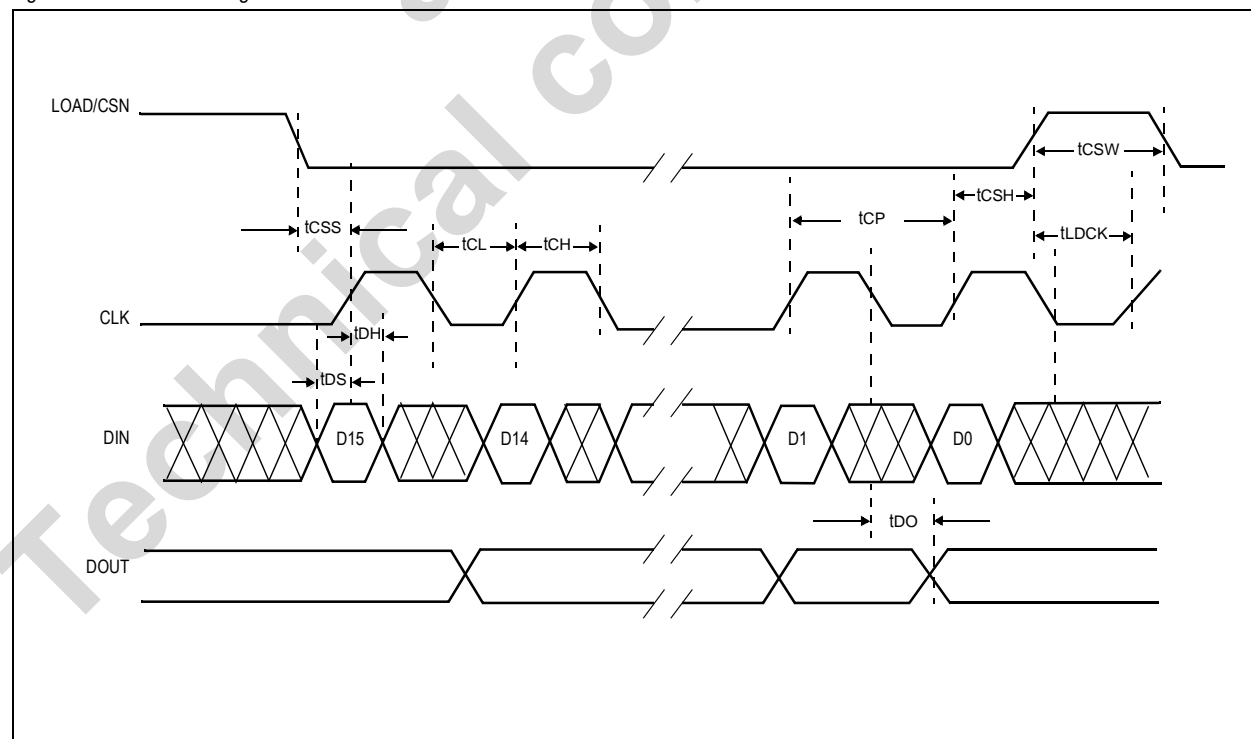 LOAD/CSN
tCSW
tCSH
tCP
tCSS
tLDCK
tCL
tCH
CLK
tDH
tDS
DIN
D15
D14
D1
D0
tDO
DOUT
Technical